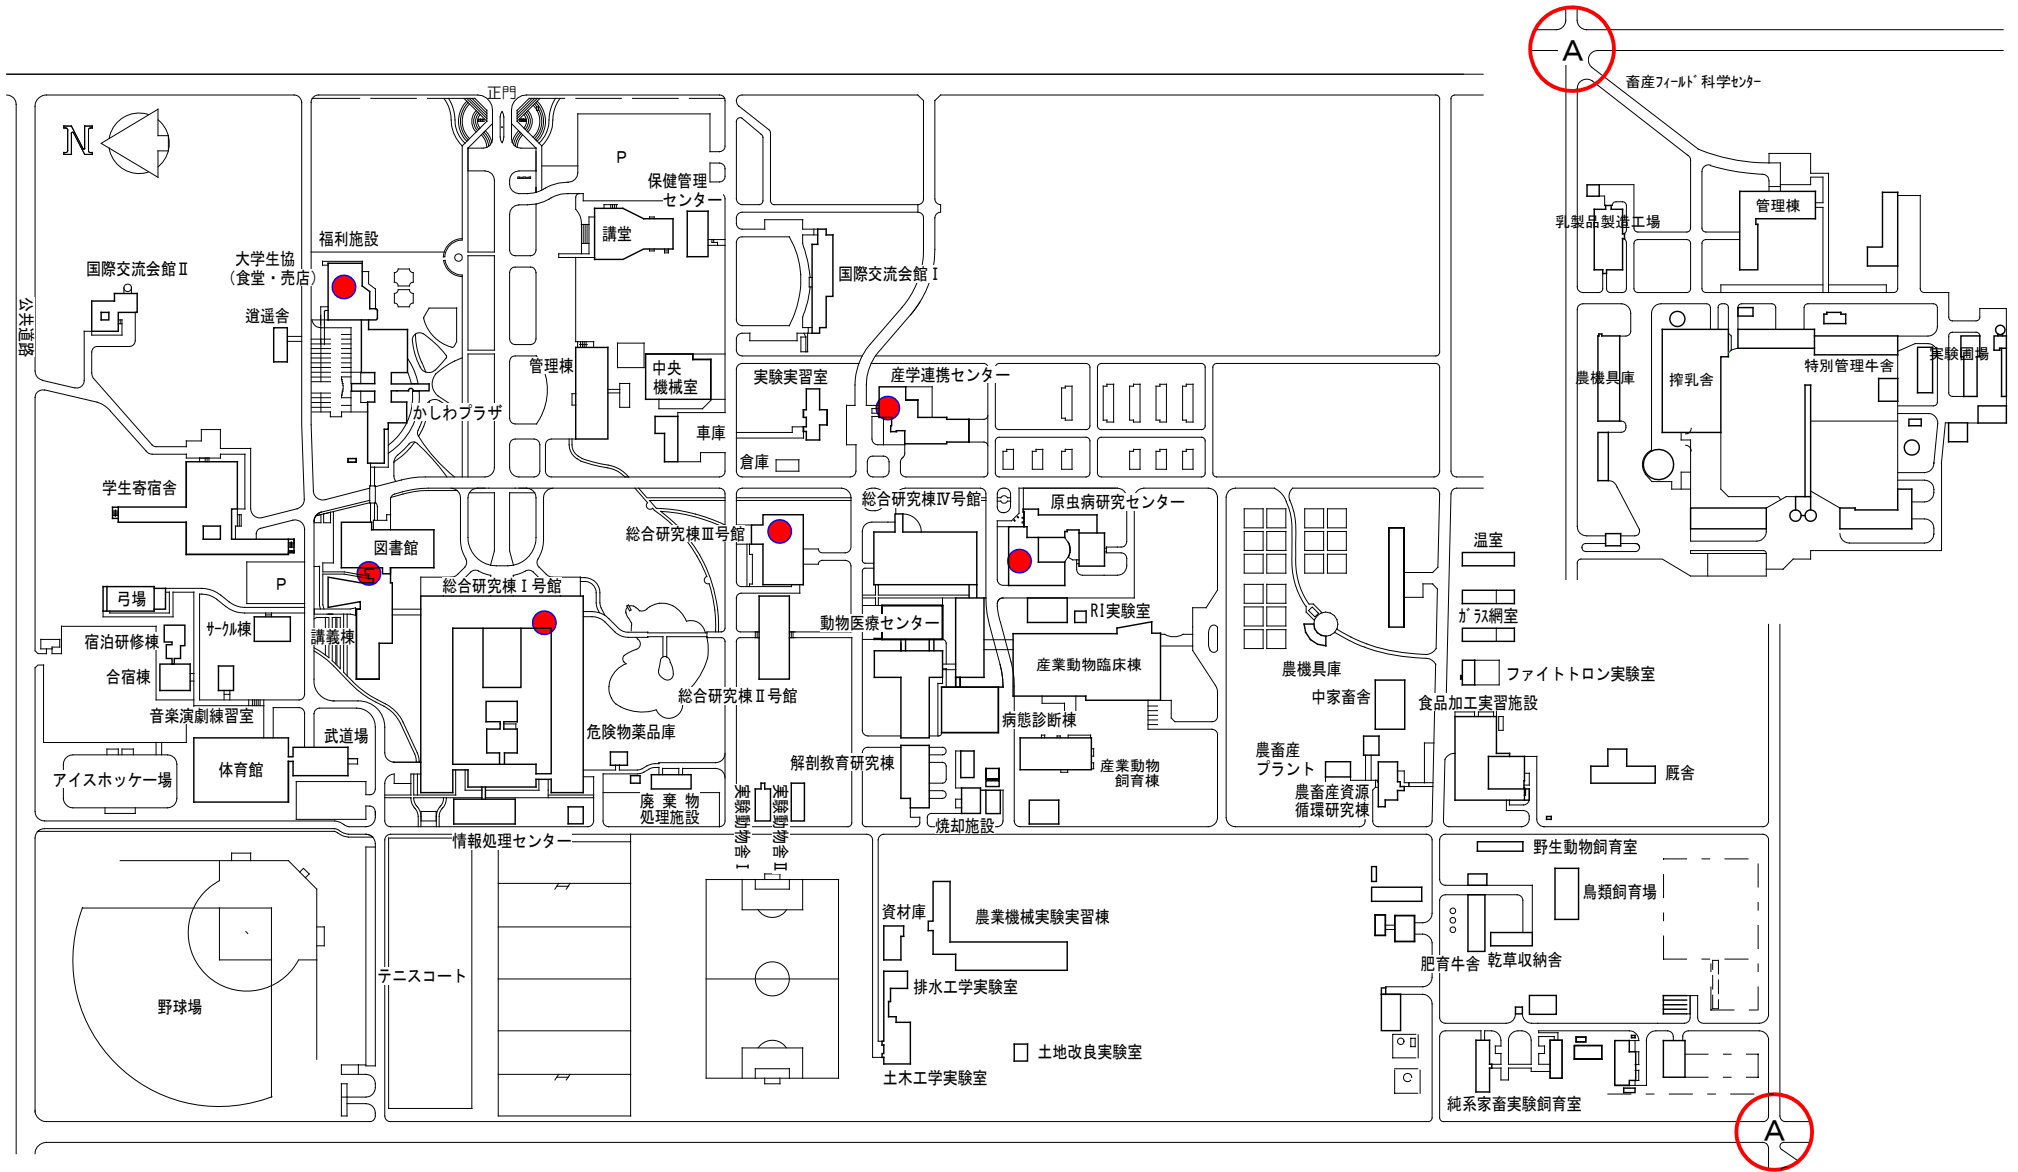 A
畜産ﾌｨｰﾙﾄﾞ科学ｾﾝﾀｰ
正門
N
P
保健管理
センター
講堂
管理棟
乳製品製造工場
福利施設
大学生協
(食堂・売店)
国際交流会館Ⅱ
国際交流会館Ⅰ
公共道路
逍遥舎
管理棟
中央
機械室
実験実習室
産学連携センター
農機具庫
搾乳舎
特別管理牛舎
実験圃場
かしわプラザ
車庫
倉庫
学生寄宿舎
総合研究棟Ⅳ号館
原虫病研究センター
総合研究棟Ⅲ号館
図書館
温室
P
総合研究棟Ⅰ号館
弓場
RI実験室
ｶﾞﾗｽ網室
ｻｰｸﾙ棟
講義棟
動物医療センター
宿泊研修棟
合宿棟
産業動物臨床棟
農機具庫
ファイトトロン実験室
総合研究棟Ⅱ号館
中家畜舎
食品加工実習施設
音楽演劇練習室
病態診断棟
武道場
危険物薬品庫
アイスホッケー場
体育館
解剖教育研究棟
産業動物
飼育棟
農畜産
プラント
厩舎
農畜産資源
循環研究棟
廃棄物
処理施設
実験動物舎Ⅰ
実験動物舎Ⅱ
焼却施設
情報処理センター
野生動物飼育室
鳥類飼育場
資材庫
農業機械実験実習棟
肥育牛舎
乾草収納舎
テニスコート
排水工学実験室
野球場
土地改良実験室
土木工学実験室
純系家畜実験飼育室
A